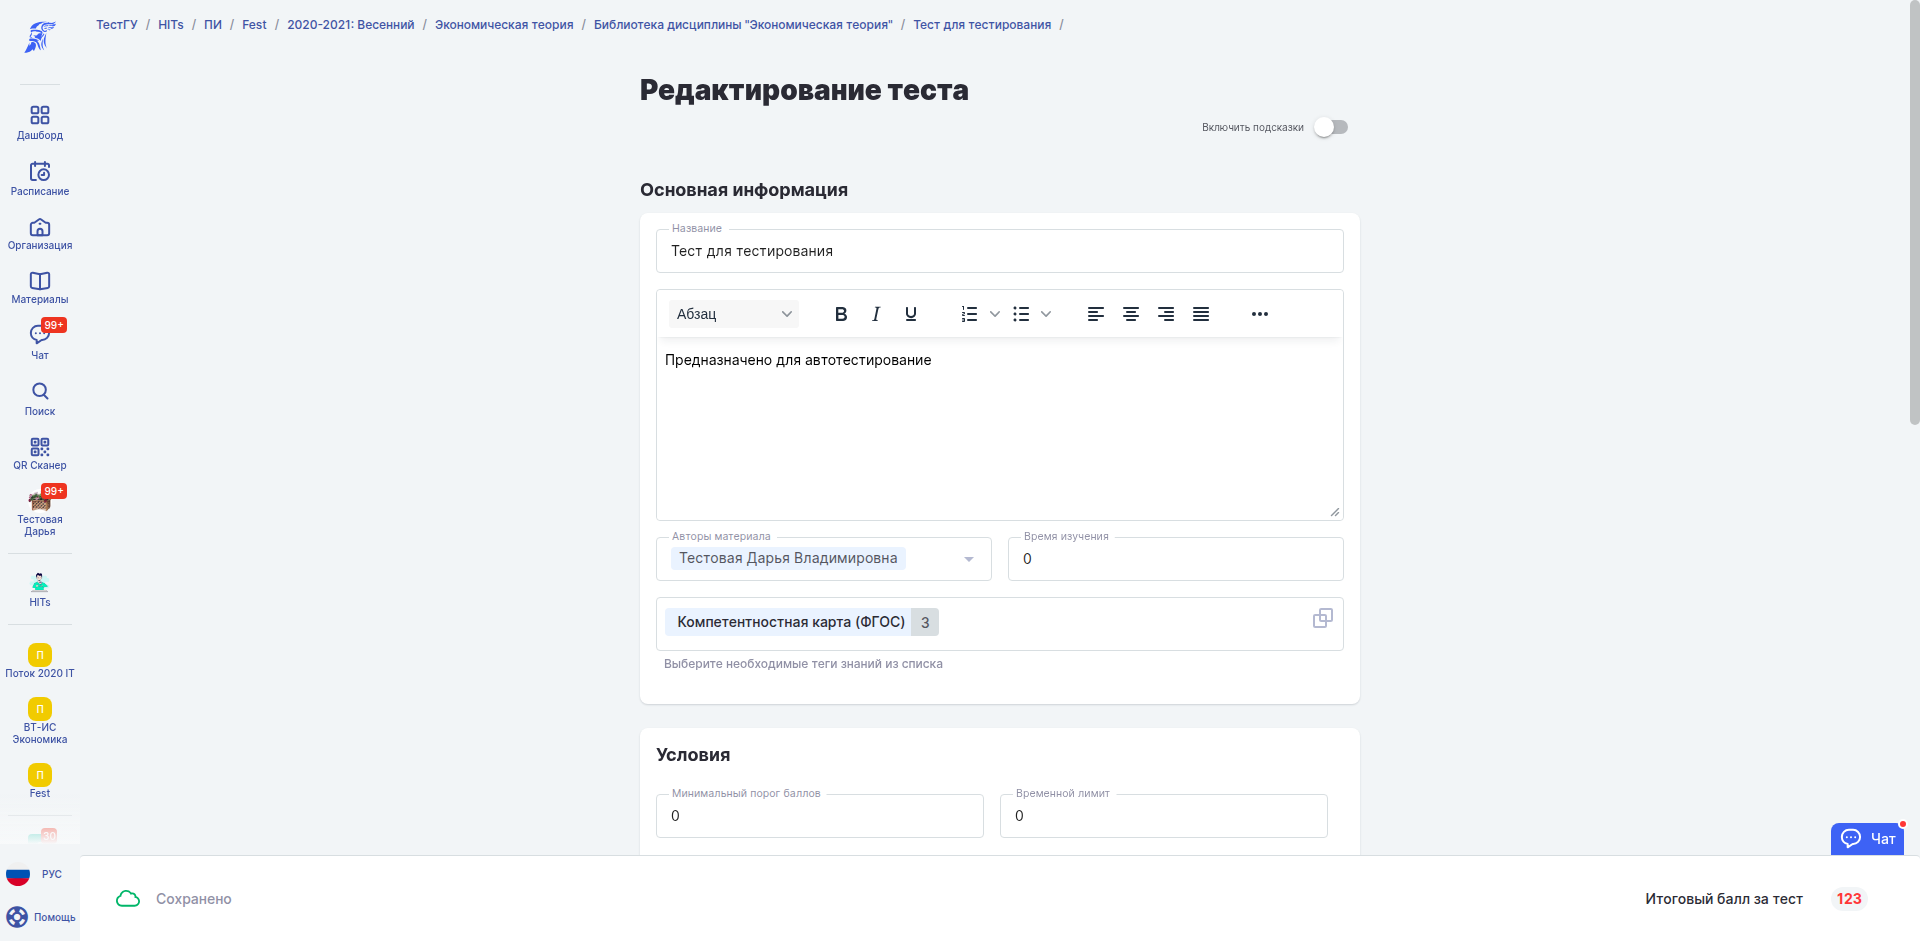 ТестГУ / HITs / ПИ / Fest / 2020-2021: Весенний / Экономическая теория / Библиотека дисциплины "Экономическая теория" / Тест для тестирования /
Дашборд
Расписание
Организация
Материалы
99+
Чат
Поиск
QR Сканер
99+
Тестовая
Дарья
HITs
П
Поток 2020 IT
П
ВТ-ИС
Экономика
П
Fest
30
РУС
Помощь
Редактирование теста
Включить подсказки
Основная информация
Название
Тест для тестирования
Абзац
Предназначено для автотестирование
Авторы материала
Тестовая Дарья Владимировна
Время изучения
0
Компетентностная карта (ФГОС) 3
Выберите необходимые теги знаний из списка
Условия
Минимальный порог баллов
0
Временной лимит
0
Чат
Сохранено
Итоговый балл за тест 123